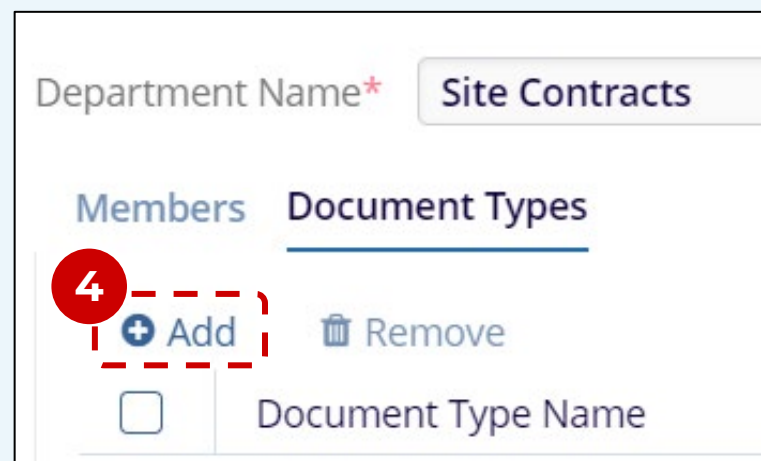 Department Name* Site Contracts
Members Document Types
4
Add Remove
Document Type Name